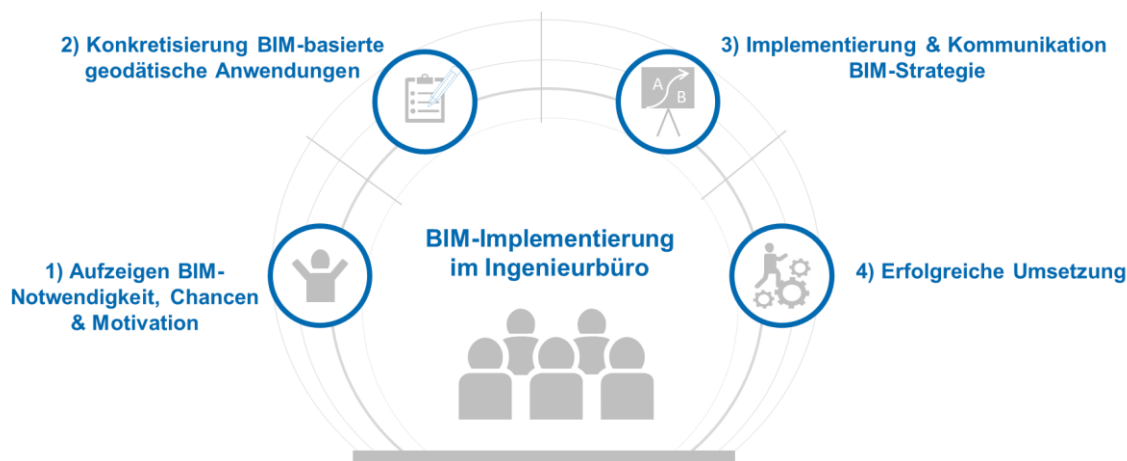 2) Konkretisierung BIM-basierte
geodätische Anwendungen
3) Implementierung & Kommunikation
BIM-Strategie
A
B
BIM-Implementierung
im Ingenieurbüro
1) Aufzeigen BIM-
Notwendigkeit, Chancen
& Motivation
4) Erfolgreiche Umsetzung